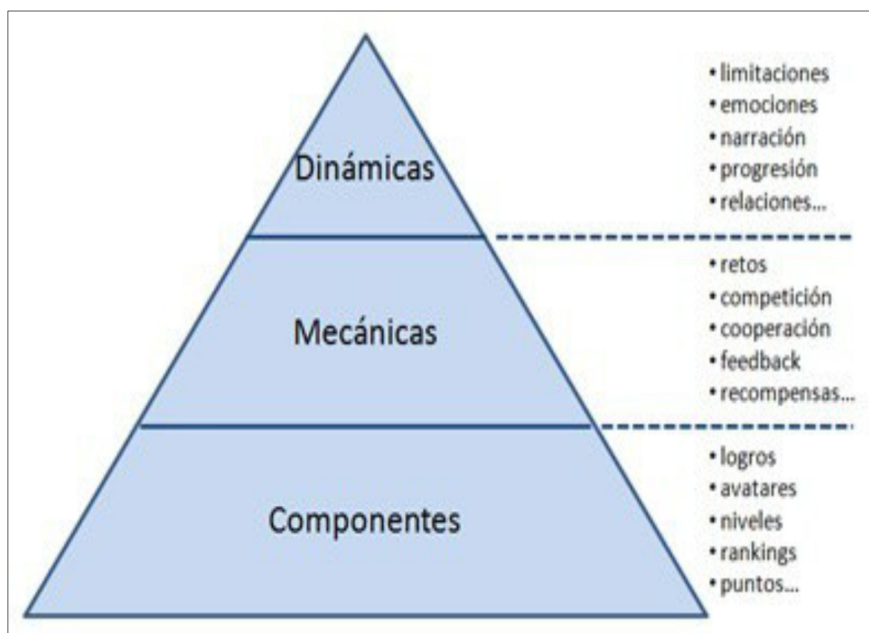 Dinámicas
• limitaciones
• emociones
• narración
• progresión
• relaciones...
Mecánicas
• retos
• competición
• cooperación
• feedback
• recompensas...
Componentes
• logros
• avatares
• niveles
• rankings
• puntos...